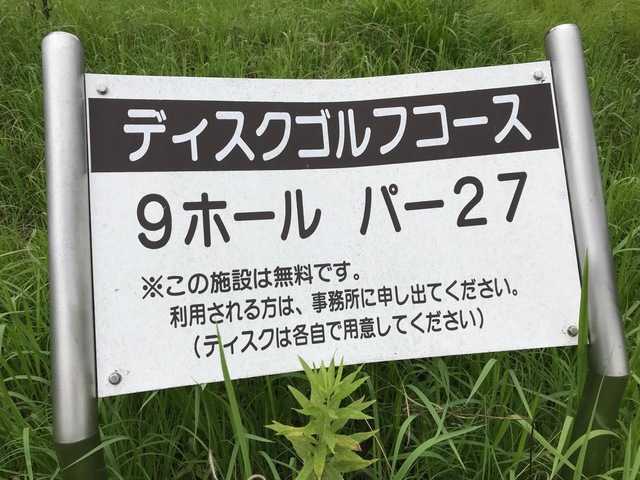 ディスクゴルフコース
9ホール パー27
※この施設は無料です。
利用される方は、事務所に申し出てください。
（ディスクは各自で用意してください）